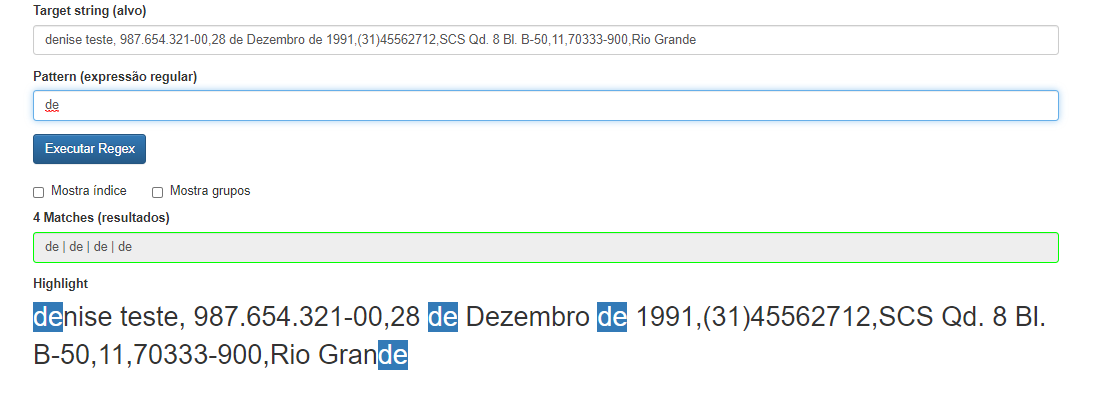 Target string (alvo)
denise teste, 987.654.321-00,28 de Dezembro de 1991,(31)45562712,SCS Qd. 8 Bl. B-50,11,70333-900,Rio Grande
Pattern (expressão regular)
de
Executar Regex
Mostra índice Mostra grupos
4 Matches (resultados)
de | de | de | de
Highlight
denise teste, 987.654.321-00,28 de Dezembro de 1991,(31)45562712,SCS Qd. 8 Bl.
B-50,11,70333-900,Rio Grande